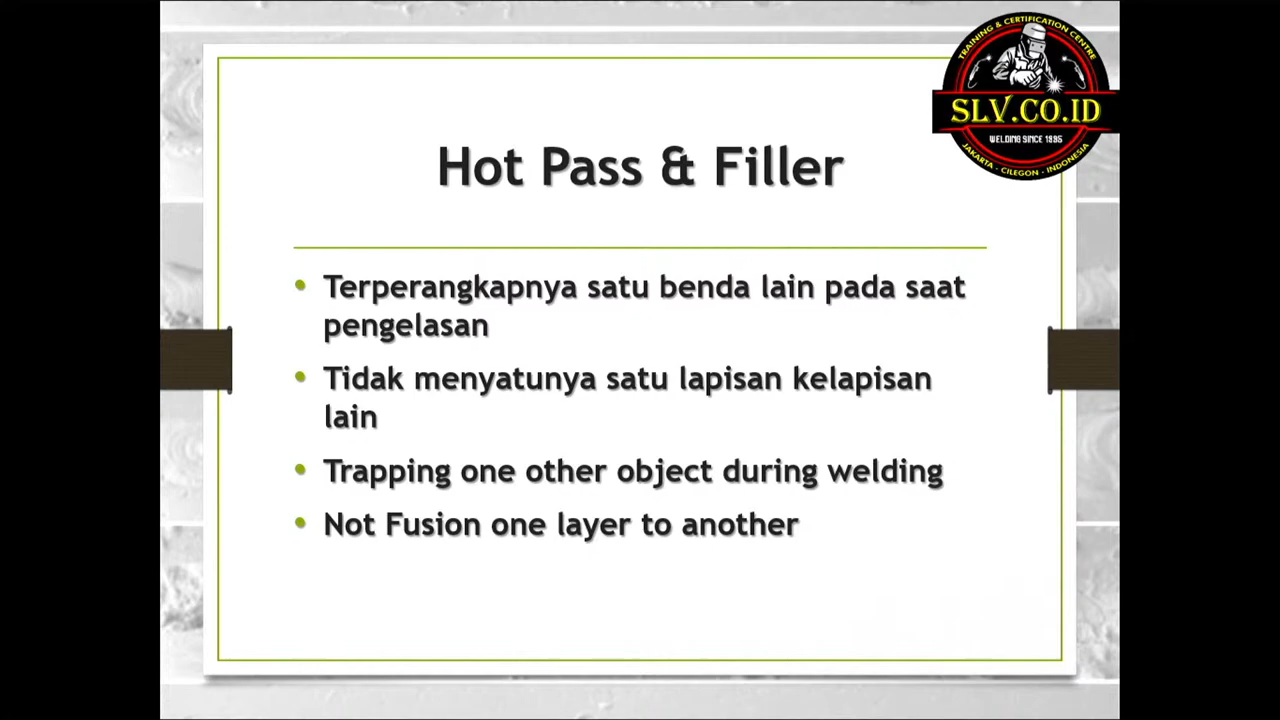 TRAINING & CERTIFICATION CENTRE
SLV.CO.ID
WELDING SINCE 1995
JAKARTA - CILEGON - INDONESIA
Hot Pass & Filler
• Terperangkapnya satu benda lain pada saat
pengelasan
• Tidak menyatunya satu lapisan kelapisan
lain
• Trapping one other object during welding
• Not Fusion one layer to another